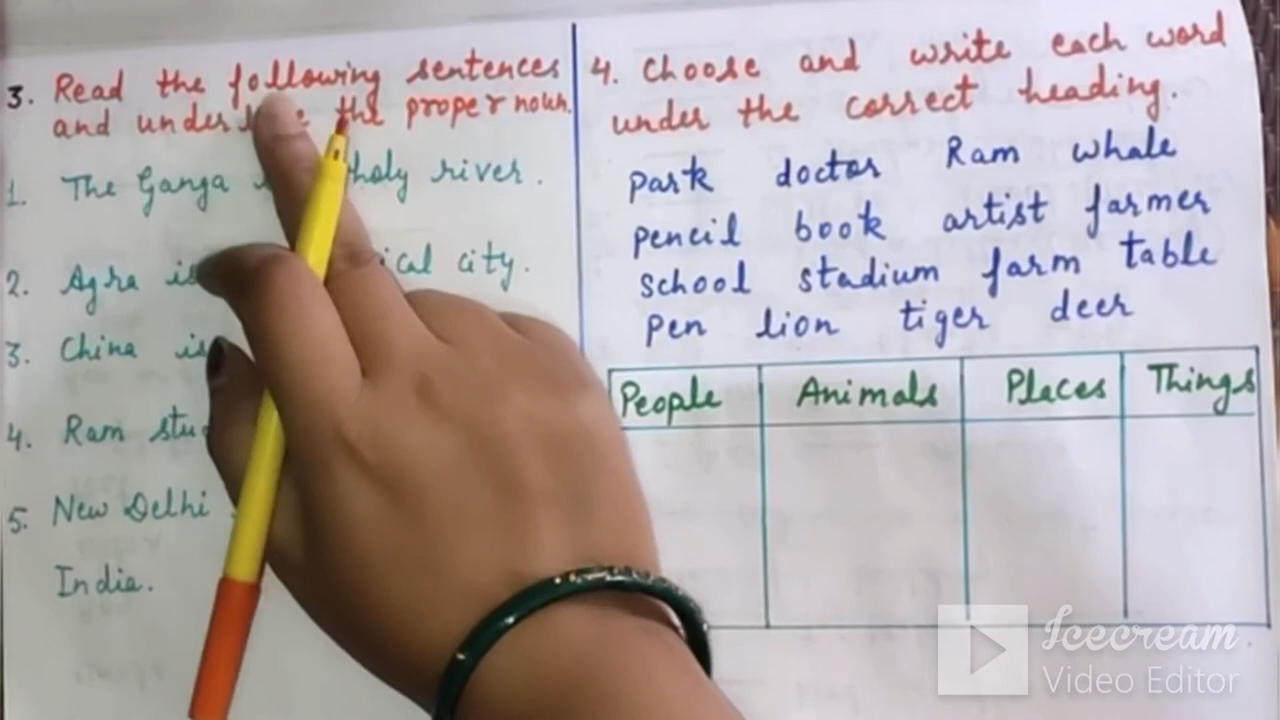 3. Read the following sentences
and the proper noun.
1. The Ganga holy river.
2. Agra is city.
3. China is
4. Ram
5. New Delhi
India.
4. Choose and write each word
under the correct heading.
park doctor Ram whale
pencil book artist farmer
school stadium farm table
pen lion tiger deer
People Animals Places Things
Icecream
Video Editor